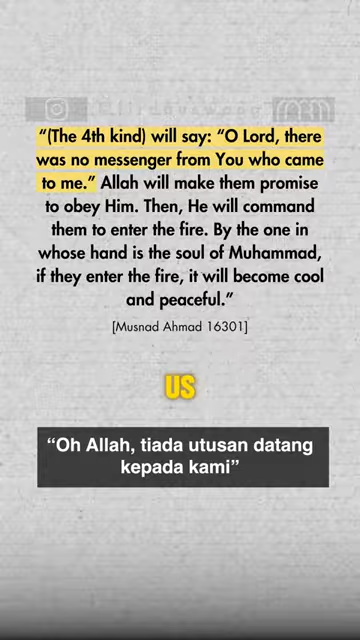 “(The 4th kind) will say: “O Lord, there
was no messenger from You who came
to me.” Allah will make them promise
to obey Him. Then, He will command
them to enter the fire. By the one in
whose hand is the soul of Muhammad,
if they enter the fire, it will become cool
and peaceful.”
[Musnad Ahmad 16301]
US
“Oh Allah, tiada utusan datang
kepada kami”